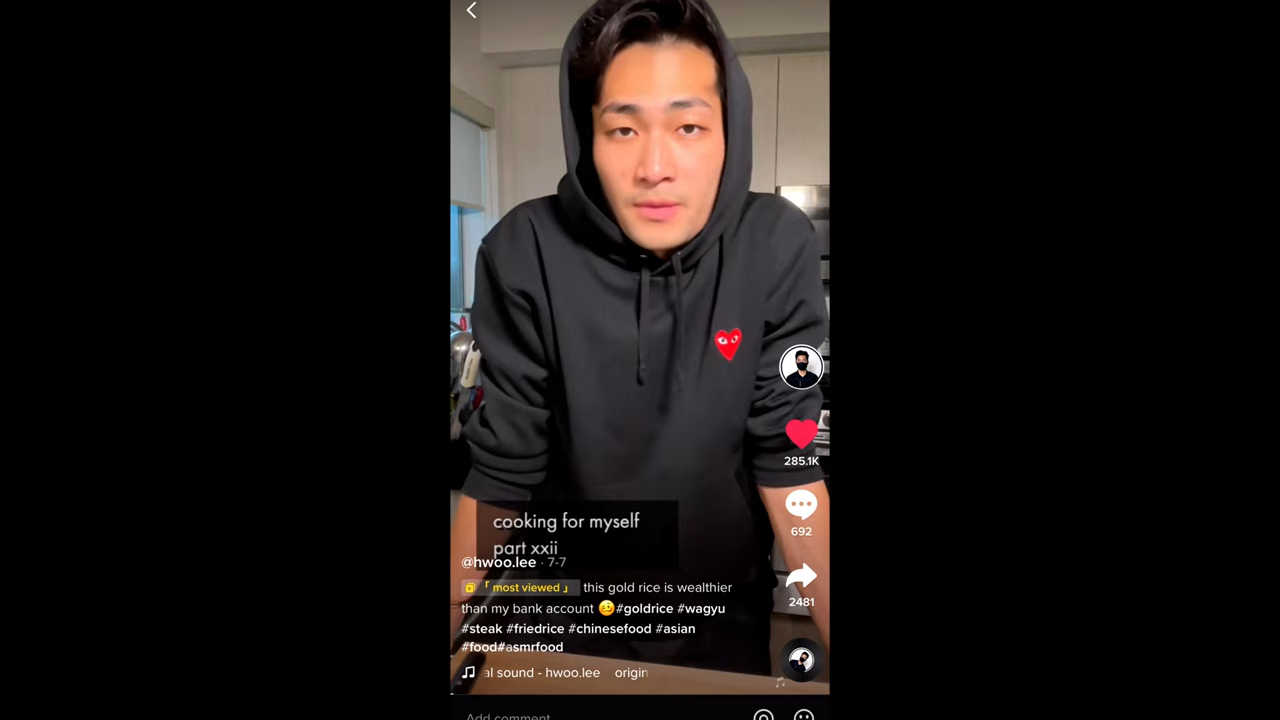 285.1K
692
2481
cooking for myself
part xxii
@hwoo.lee · 7-7
「 most viewed 」 this gold rice is wealthier
than my bank account 🤕#goldrice #wagyu
#steak #friedrice #chinesefood #asian
#food#asmrfood
al sound - hwoo.lee origin
Add comment